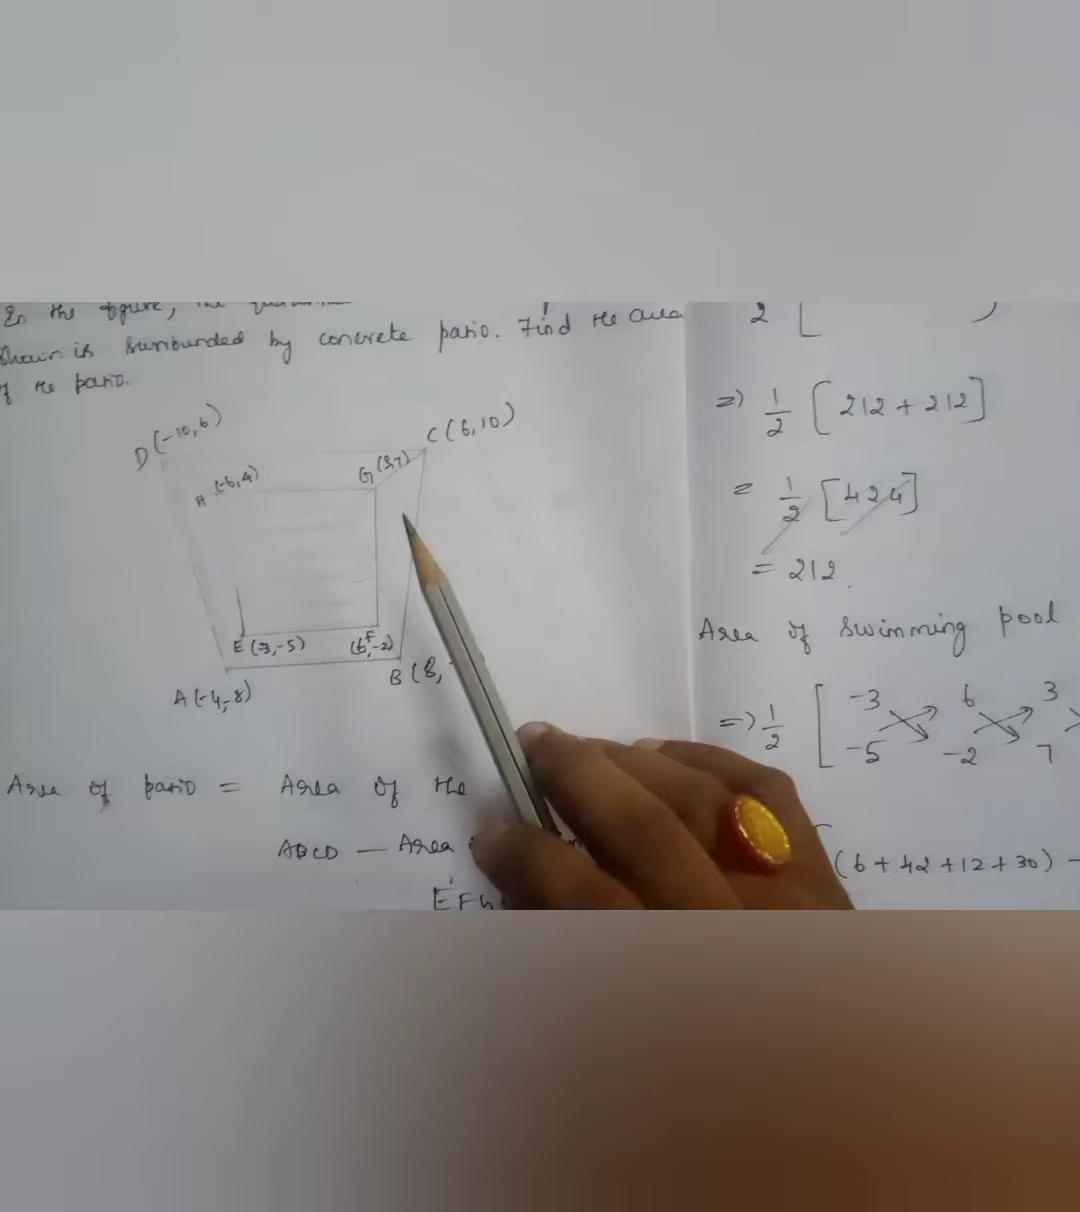 In the figure, the
shown is surrounded by concrete patio. Find the area
of the patio.
D(-10,6)
C(6,10)
H (-6,4)
G(3,7)
E(3,-5)
F
(6,-2)
A(-4,-8)
B(8,
Area of patio = Area of the
ABCD — Area
EFG
2 [
=) 1/2 [212+212]
= 1/2 [424]
= 212.
Area of swimming pool
=) 1/2 [ -3 6 3
-5 -2 7
(6+42+12+30) -